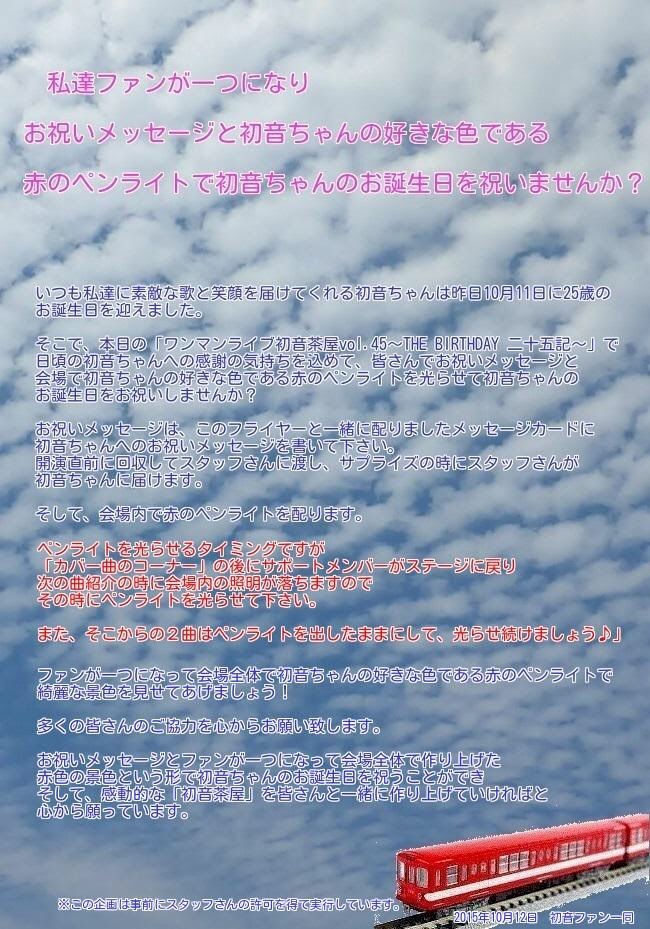 私達ファンが一つになり
お祝いメッセージと初音ちゃんの好きな色である
赤のペンライトで初音ちゃんのお誕生日を祝いませんか？
いつも私達に素敵な歌と笑顔を届けてくれる初音ちゃんは昨日10月11日に25歳の
お誕生日を迎えました。
そこで、本日の「ワンマンライブ初音茶屋vol.45～THE BIRTHDAY 二十五記～」で
日頃の初音ちゃんへの感謝の気持ちを込めて、皆さんでお祝いメッセージと
会場で初音ちゃんの好きな色である赤のペンライトを光らせて初音ちゃんの
お誕生日をお祝いしませんか？
お祝いメッセージは、このフライヤーと一緒に配りましたメッセージカードに
初音ちゃんへのお祝いメッセージを書いて下さい。
開演直前に回収してスタッフさんに渡し、サプライズの時にスタッフさんが
初音ちゃんに届けます。
そして、会場内で赤のペンライトを配ります。
ペンライトを光らせるタイミングですが
「カバー曲のコーナー」の後にサポートメンバーがステージに戻り
次の曲紹介の時に会場内の照明が落ちますので
その時にペンライトを光らせて下さい。
また、そこからの２曲はペンライトを出したままにして、光らせ続けましょう♪」
ファンが一つになって会場全体で初音ちゃんの好きな色である赤のペンライトで
綺麗な景色を見せてあげましょう！
多くの皆さんのご協力を心からお願い致します。
お祝いメッセージとファンが一つになって会場全体で作り上げた
赤色の景色という形で初音ちゃんのお誕生日を祝うことができ
そして、感動的な「初音茶屋」を皆さんと一緒に作り上げていければと
心から願っています。
※この企画は事前にスタッフさんの許可を得て実行しています。
2015年10月12日　初音ファン一同